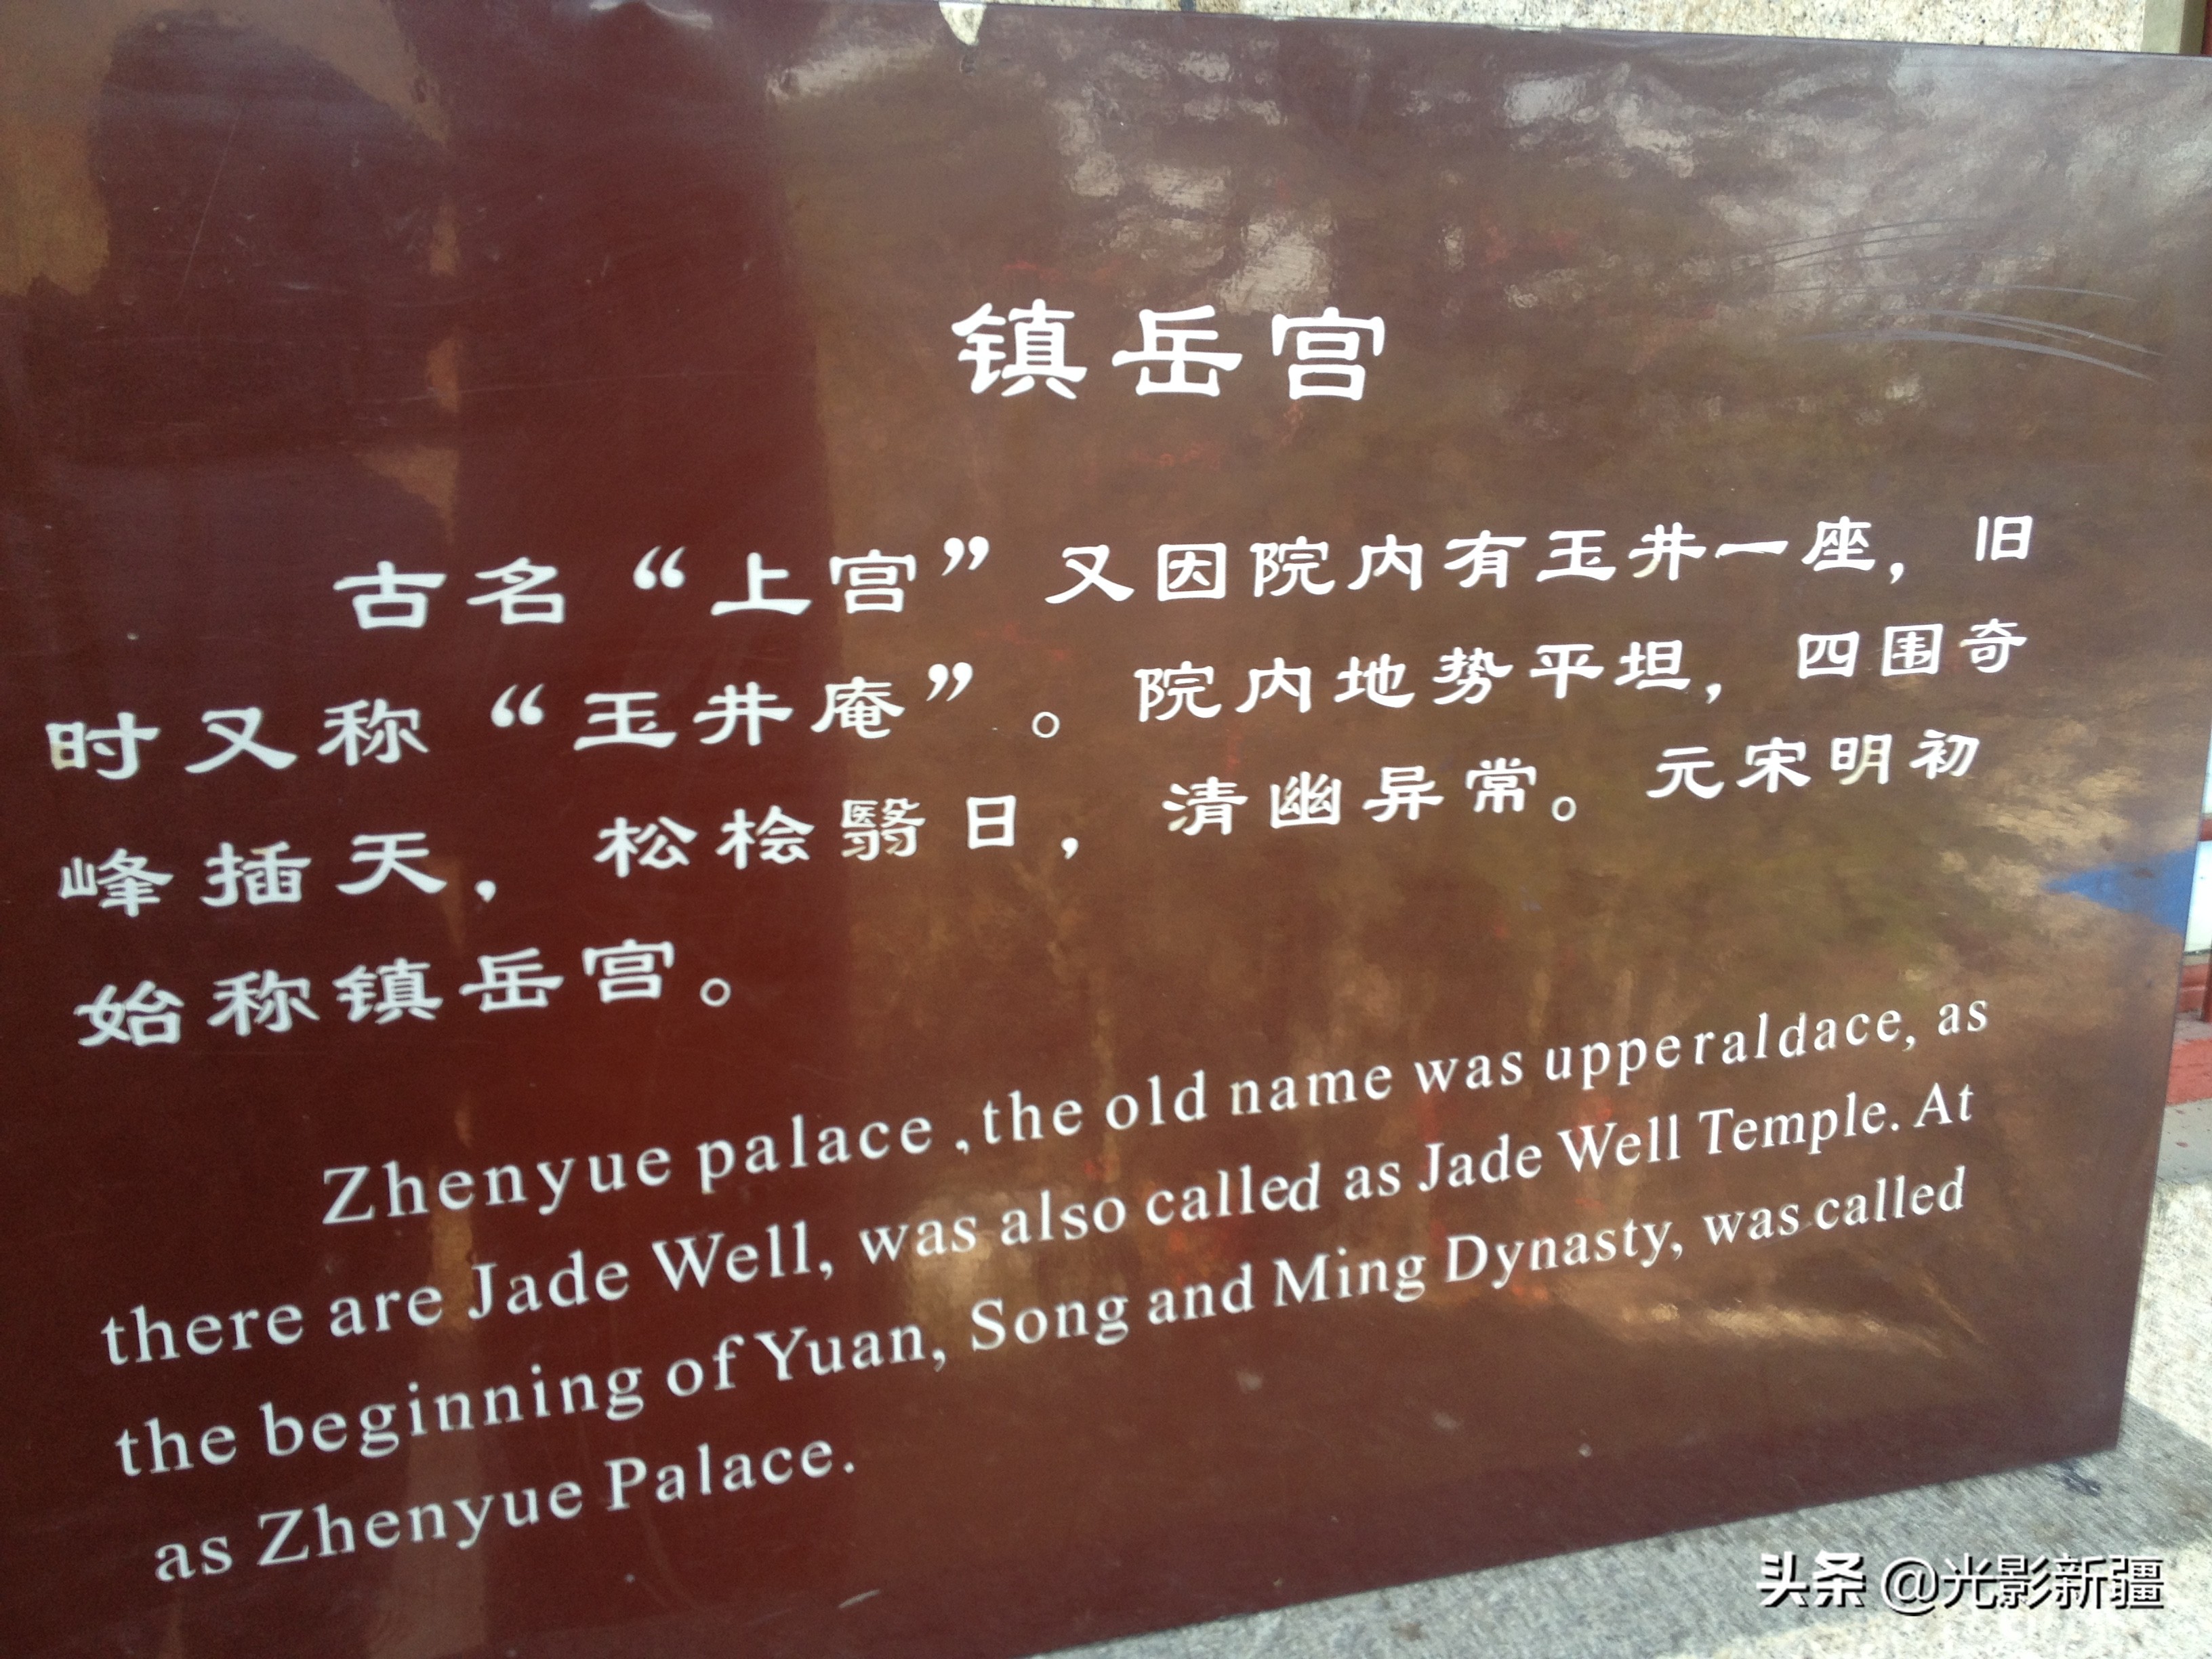 镇岳宫
古名“上宫”又因院内有玉井一座，旧
时又称“玉井庵”。院内地势平坦，四围奇
峰插天，松桧翳日，清幽异常。元宋明初
始称镇岳宫。
Zhenyue palace ,the old name was upperaldace, as
there are Jade Well, was also called as Jade Well Temple. At
the beginning of Yuan, Song and Ming Dynasty, was called
as Zhenyue Palace.
头条 @光影新疆